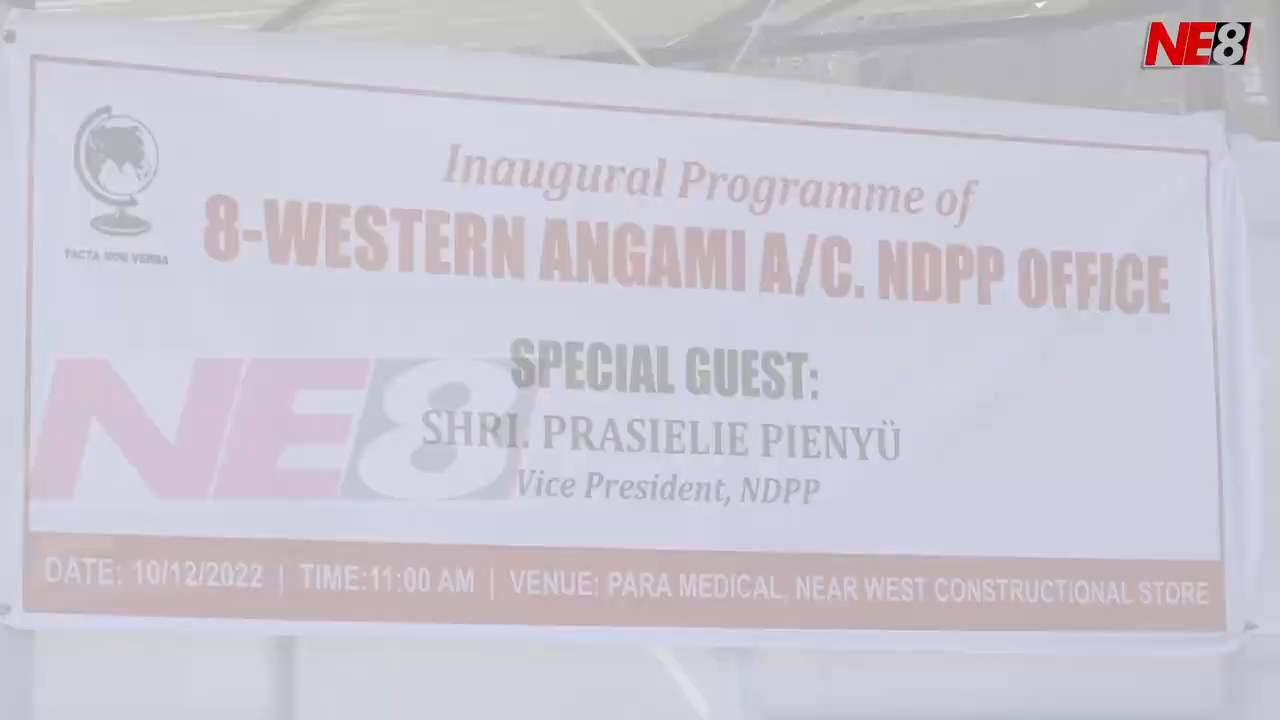 NE8
Inaugural Programme of
8-WESTERN ANGAMI A/C. NDPP OFFICE
FACTA NON VERBA
SPECIAL GUEST:
NE8
SHRI. PRASIELIE PIENYÜ
Vice President, NDPP
DATE: 10/12/2022 | TIME:11:00 AM | VENUE: PARA MEDICAL, NEAR WEST CONSTRUCTIONAL STORE